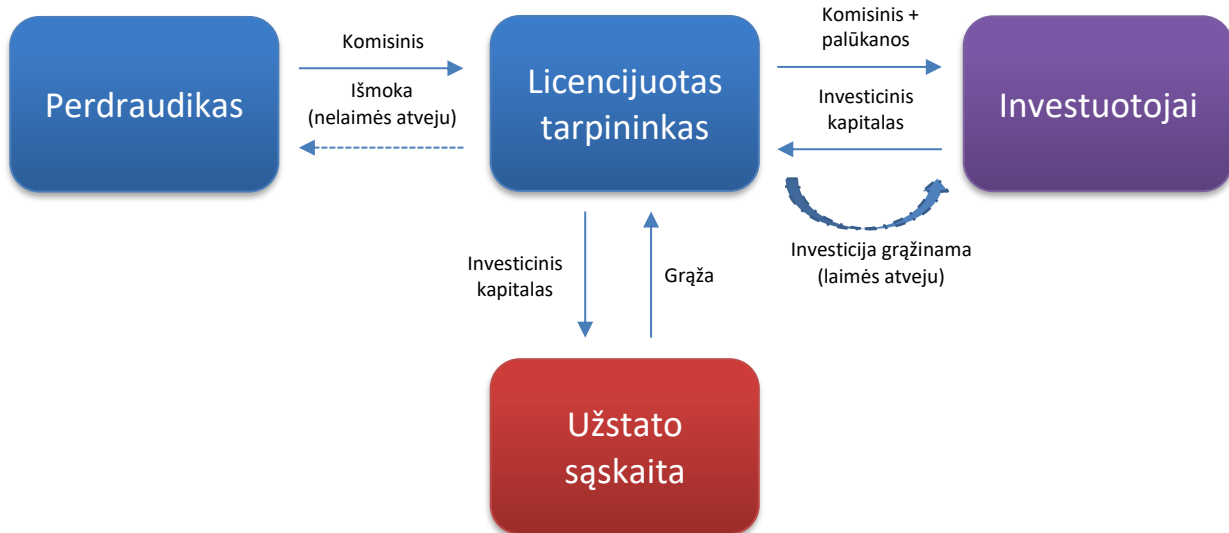 Perdraudikas
Komisinis
Išmoka
(nelaimės atveju)
Licencijuotas
tarpininkas
Komisinis +
palūkanos
Investicinis
kapitalas
Investuotojai
Investicija grąžinama
(laimės atveju)
Investicinis
kapitalas
Grąža
Užstato
sąskaita